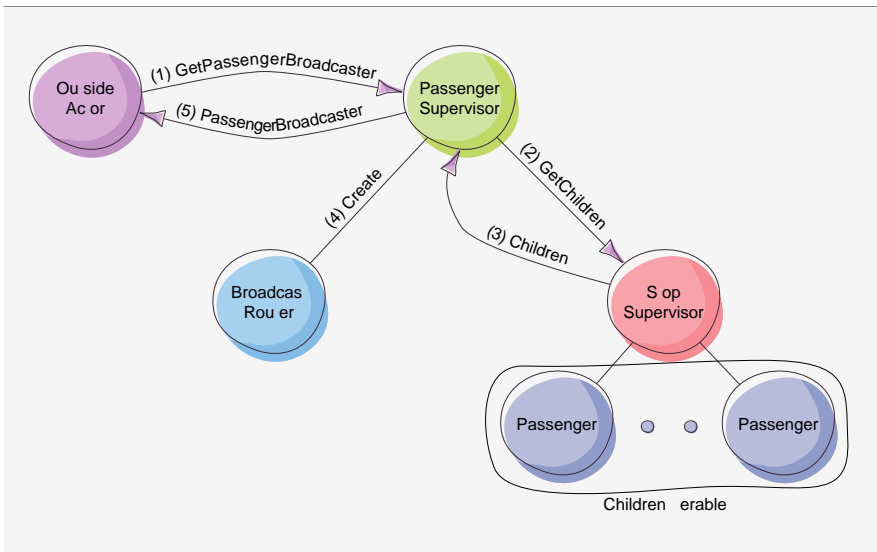 (1) GetPassengerBroadcaster
Ou side
Ac or
Passenger
Supervisor
(5) PassengerBroadcaster
(4) Create
(2) GetChildren
(3) Children
Broadcas
Rou er
S op
Supervisor
Passenger
Passenger
Children erable